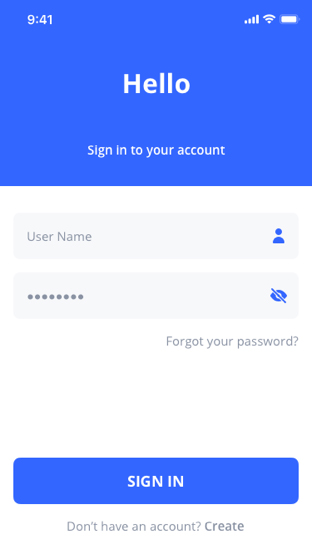 9:41
Hello
Sign in to your account
User Name
••••••••
Forgot your password?
SIGN IN
Don't have an account? Create